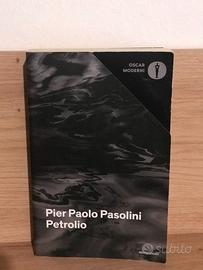 OSCAR
MODERNI
Pier Paolo Pasolini
Petrolio
subito